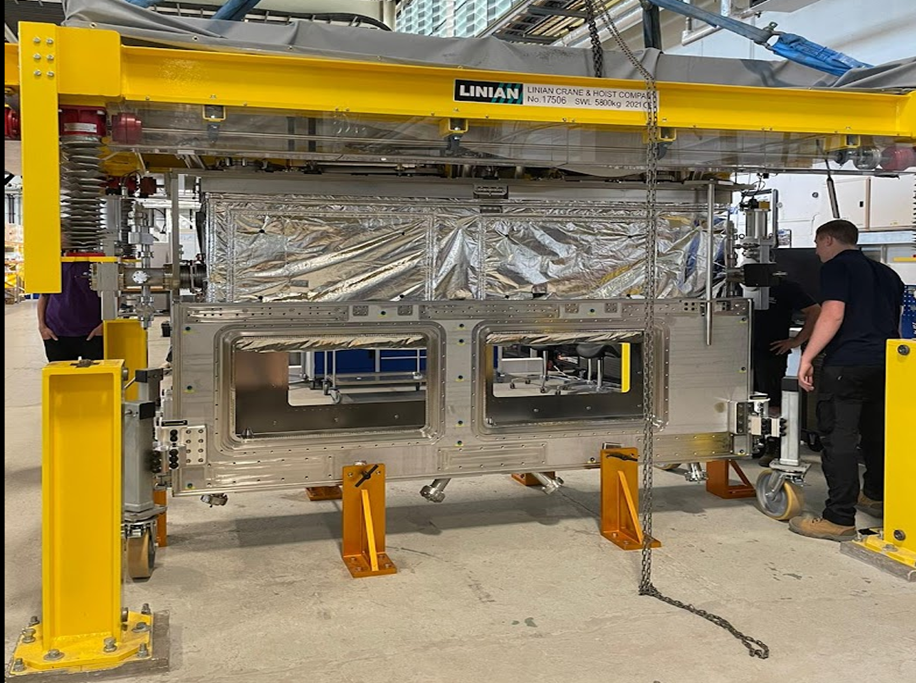 LINIAN
LINIAN CRANE & HOIST COMPANY
No.17506 SWL 5800kg 2021